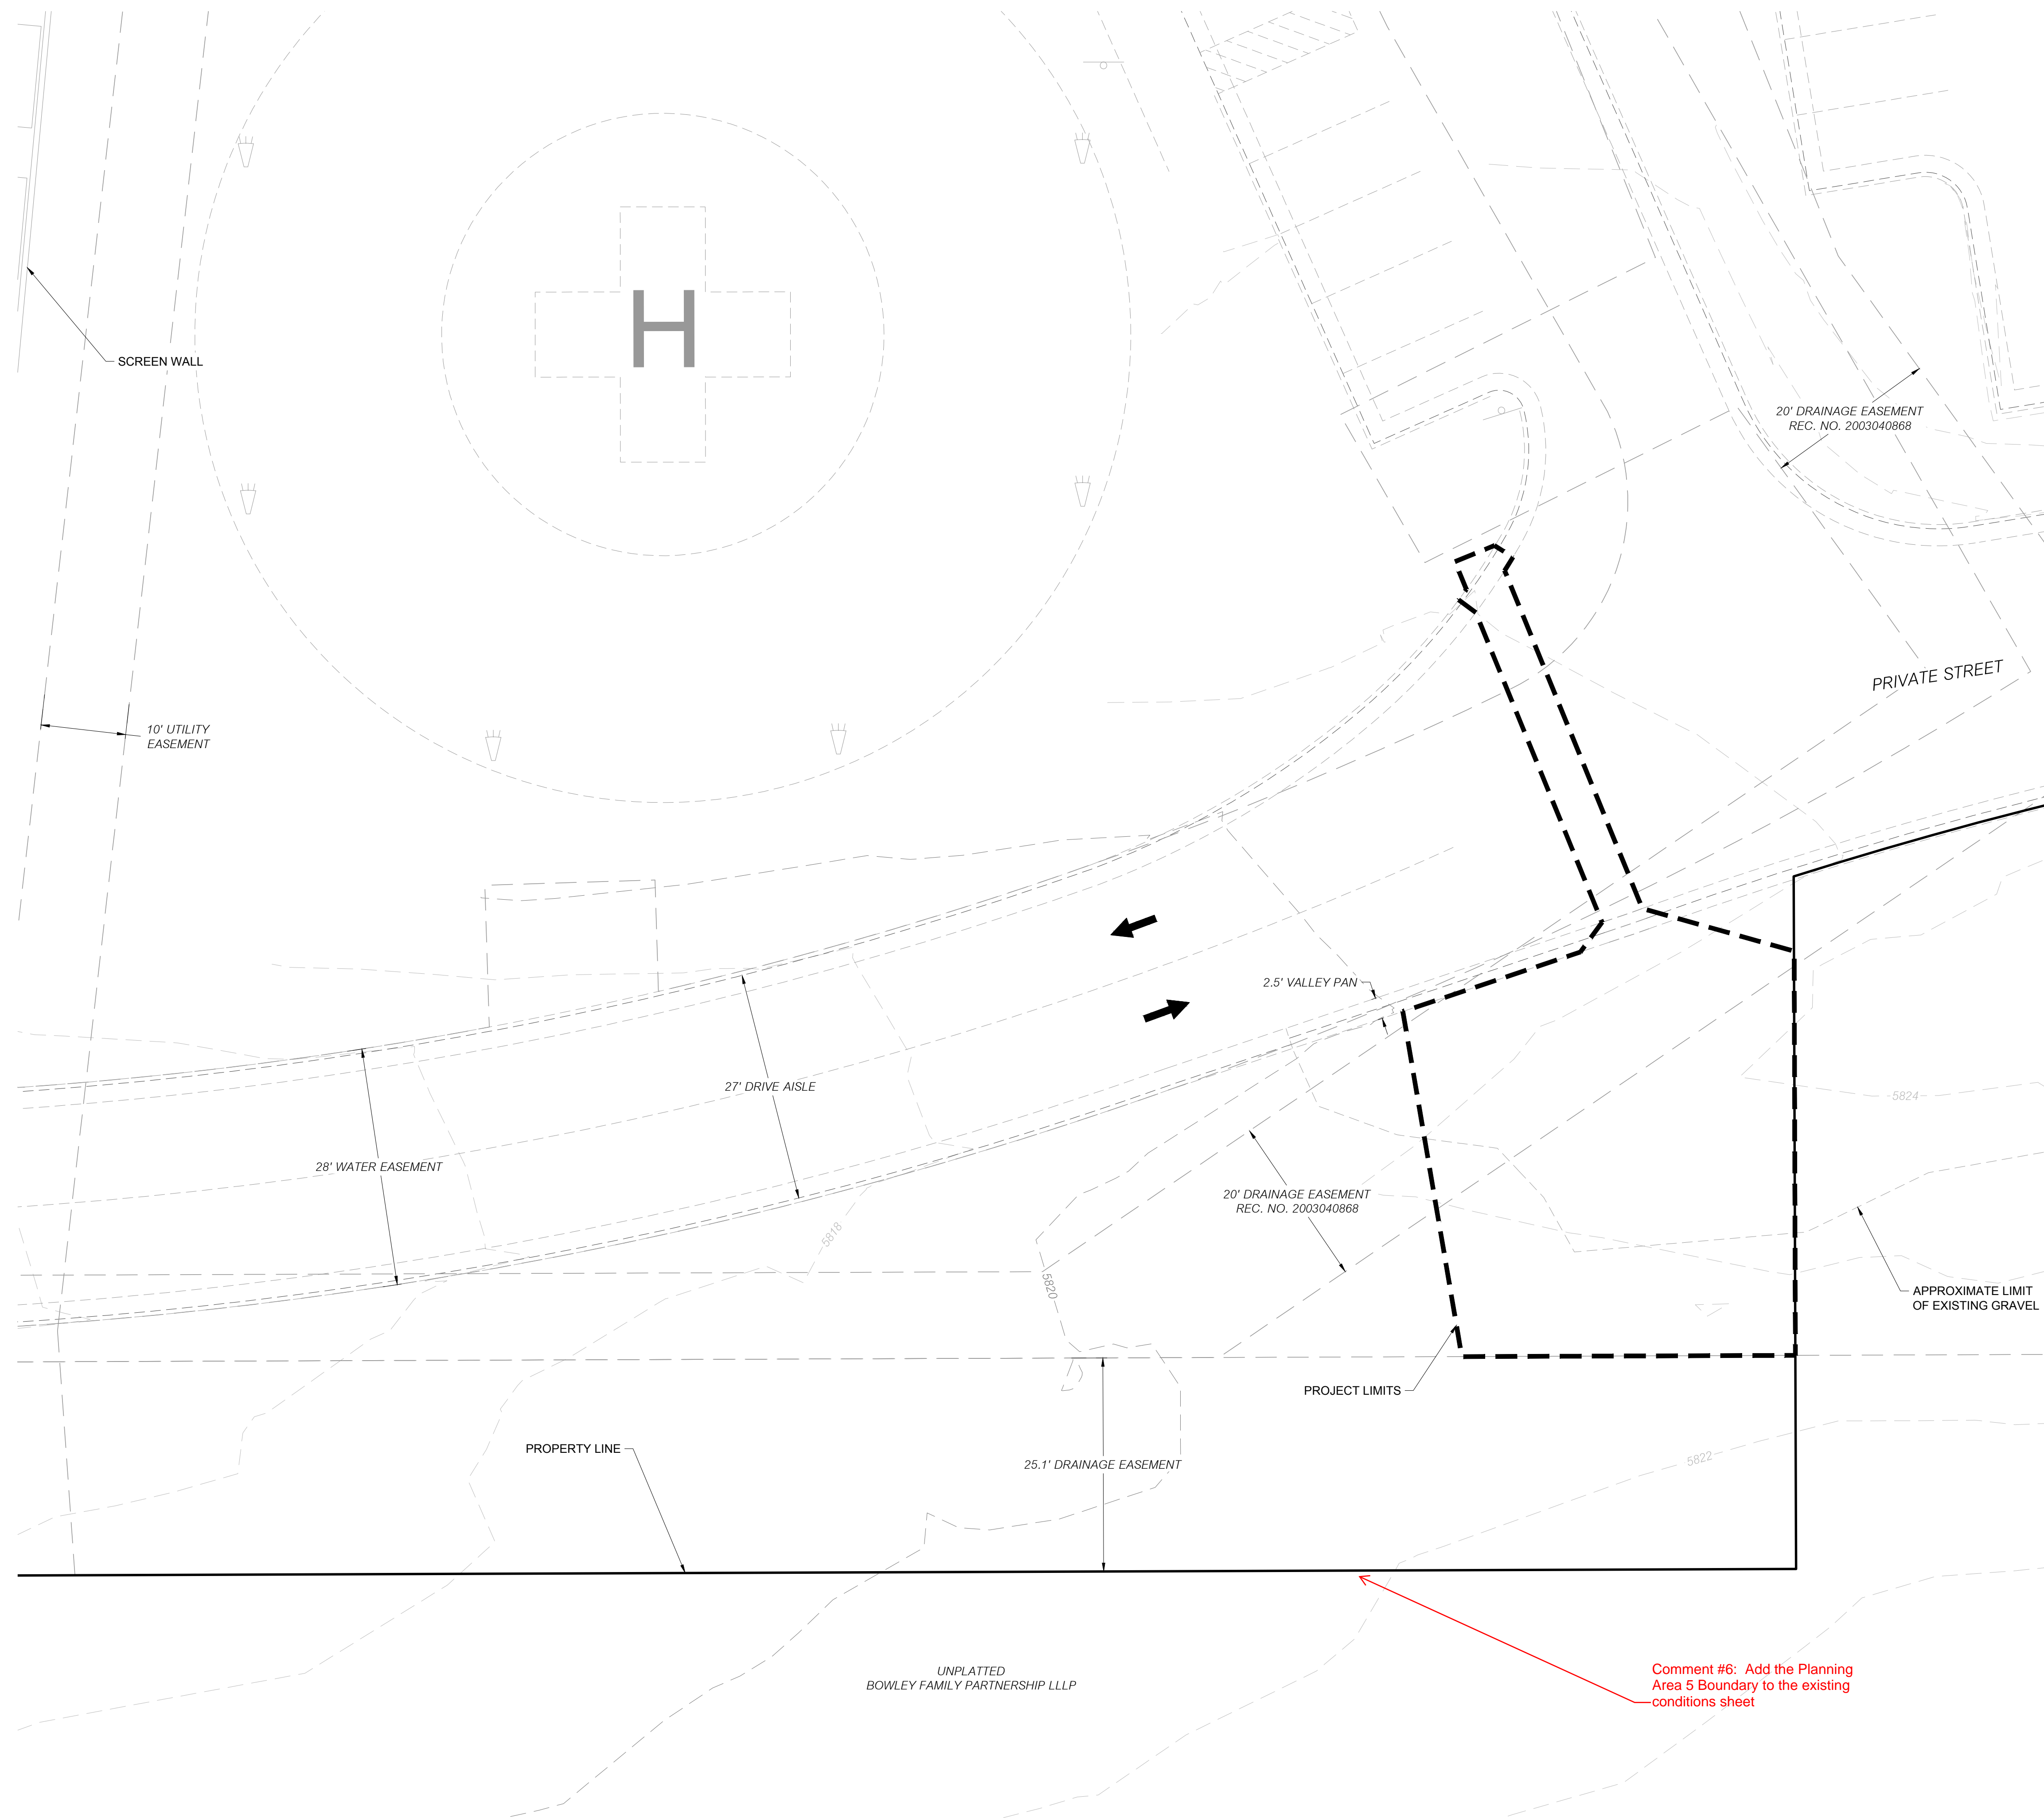 H
SCREEN WALL
20' DRAINAGE EASEMENT
REC. NO. 2003040868
PRIVATE STREET
10' UTILITY
EASEMENT
2.5' VALLEY PAN
27' DRIVE AISLE
5824
28' WATER EASEMENT
20' DRAINAGE EASEMENT
REC. NO. 2003040868
5818
5820
APPROXIMATE LIMIT
OF EXISTING GRAVEL
PROJECT LIMITS
PROPERTY LINE
25.1' DRAINAGE EASEMENT
5822
UNPLATTED
BOWLEY FAMILY PARTNERSHIP LLLP
Comment #6: Add the Planning
Area 5 Boundary to the existing
conditions sheet